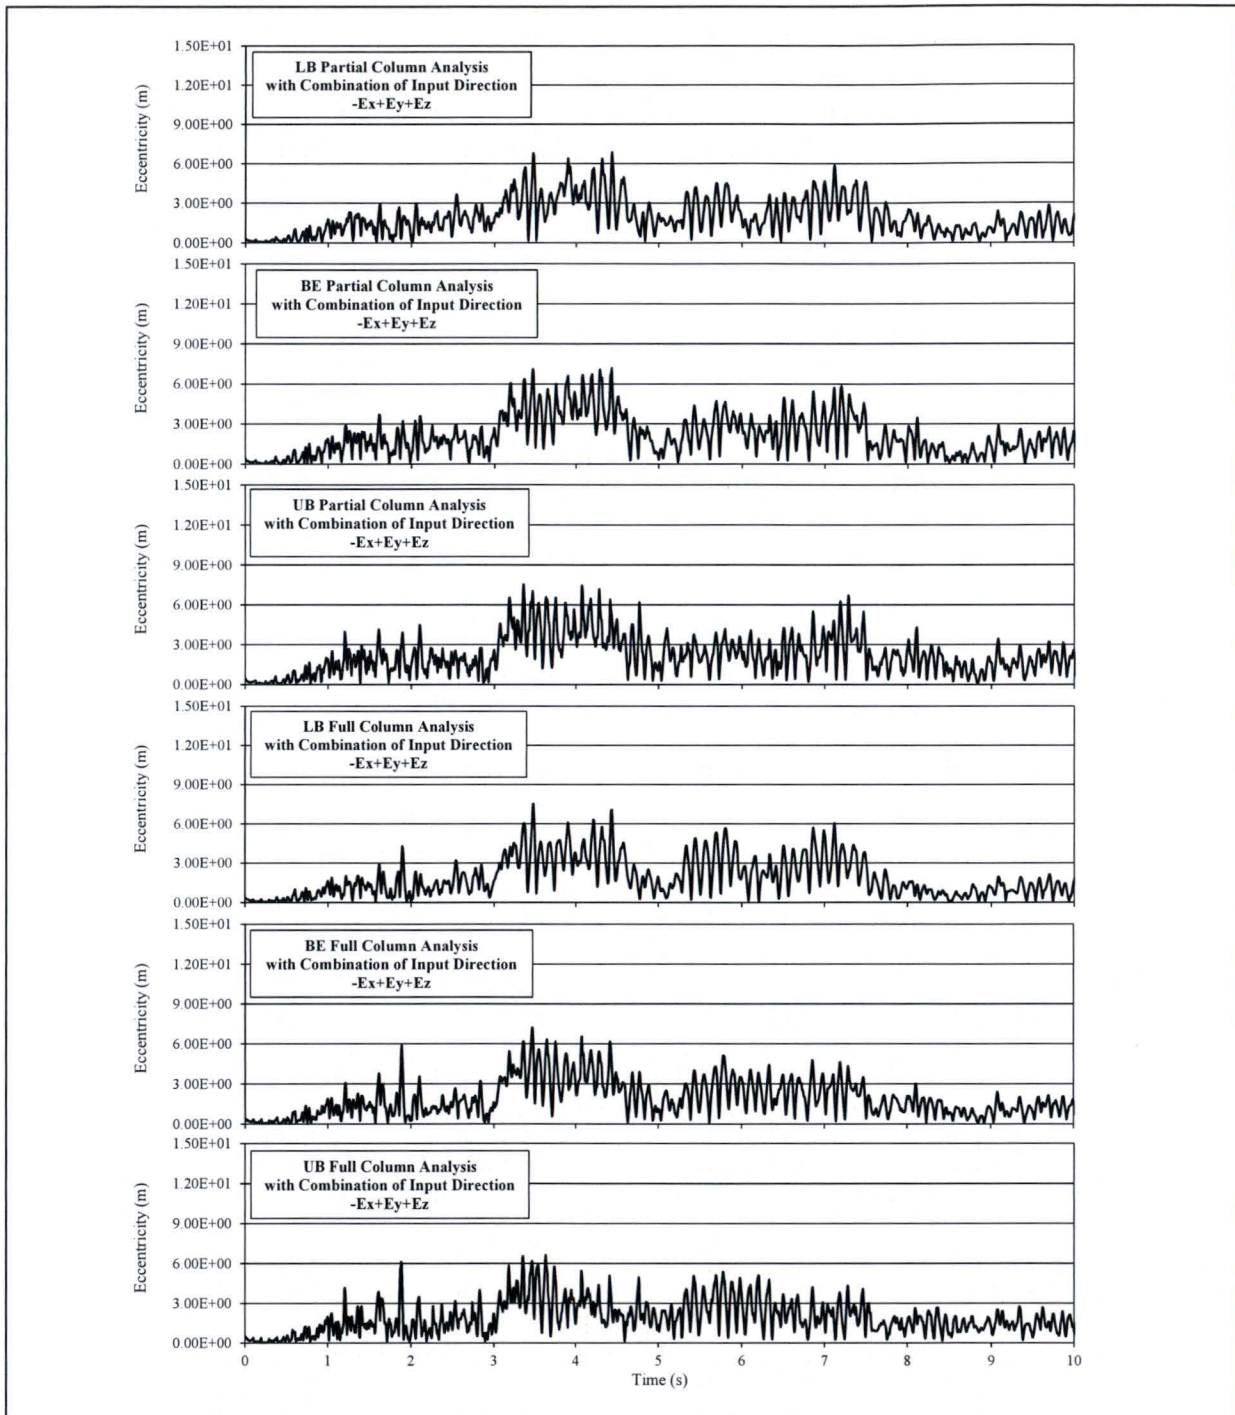 1.50E+01
LB Partial Column Analysis
with Combination of Input Direction
-Ex+Ey+Ez
1.20E+01
9.00E+00
6.00E+00
3.00E+00
0.00E+00
Eccentricity (m)
1.50E+01
BE Partial Column Analysis
with Combination of Input Direction
-Ex+Ey+Ez
1.20E+01
9.00E+00
6.00E+00
3.00E+00
0.00E+00
Eccentricity (m)
1.50E+01
UB Partial Column Analysis
with Combination of Input Direction
-Ex+Ey+Ez
1.20E+01
9.00E+00
6.00E+00
3.00E+00
0.00E+00
Eccentricity (m)
1.50E+01
LB Full Column Analysis
with Combination of Input Direction
-Ex+Ey+Ez
1.20E+01
9.00E+00
6.00E+00
3.00E+00
0.00E+00
Eccentricity (m)
1.50E+01
BE Full Column Analysis
with Combination of Input Direction
-Ex+Ey+Ez
1.20E+01
9.00E+00
6.00E+00
3.00E+00
0.00E+00
Eccentricity (m)
1.50E+01
UB Full Column Analysis
with Combination of Input Direction
-Ex+Ey+Ez
1.20E+01
9.00E+00
6.00E+00
3.00E+00
0.00E+00
Eccentricity (m)
0 1 2 3 4 5 6 7 8 9 10
Time (s)